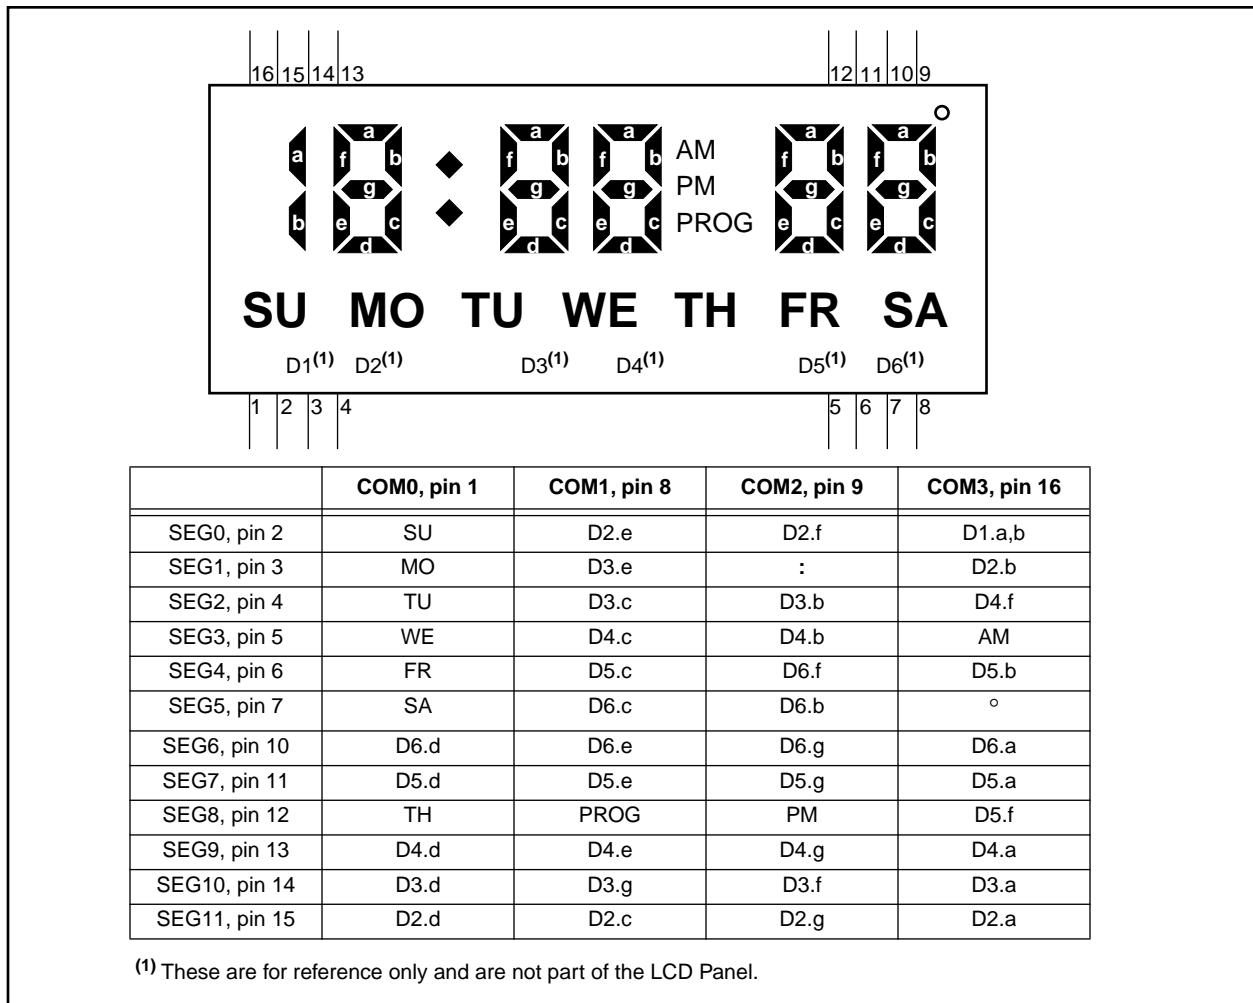 16 15 14 13 12 11 10 9
a a a a a
a f b f b f b AM f b f b
g g g g g PM
b e c e c e c PROG e c e c
d d d d d
SU MO TU WE TH FR SA
D1(1) D2(1) D3(1) D4(1) D5(1) D6(1)
1 2 3 4 5 6 7 8
COM0, pin 1 COM1, pin 8 COM2, pin 9 COM3, pin 16
SEG0, pin 2 SU D2.e D2.f D1.a,b
SEG1, pin 3 MO D3.e : D2.b
SEG2, pin 4 TU D3.c D3.b D4.f
SEG3, pin 5 WE D4.c D4.b AM
SEG4, pin 6 FR D5.c D6.f D5.b
SEG5, pin 7 SA D6.c D6.b °
SEG6, pin 10 D6.d D6.e D6.g D6.a
SEG7, pin 11 D5.d D5.e D5.g D5.a
SEG8, pin 12 TH PROG PM D5.f
SEG9, pin 13 D4.d D4.e D4.g D4.a
SEG10, pin 14 D3.d D3.g D3.f D3.a
SEG11, pin 15 D2.d D2.c D2.g D2.a
(1) These are for reference only and are not part of the LCD Panel.